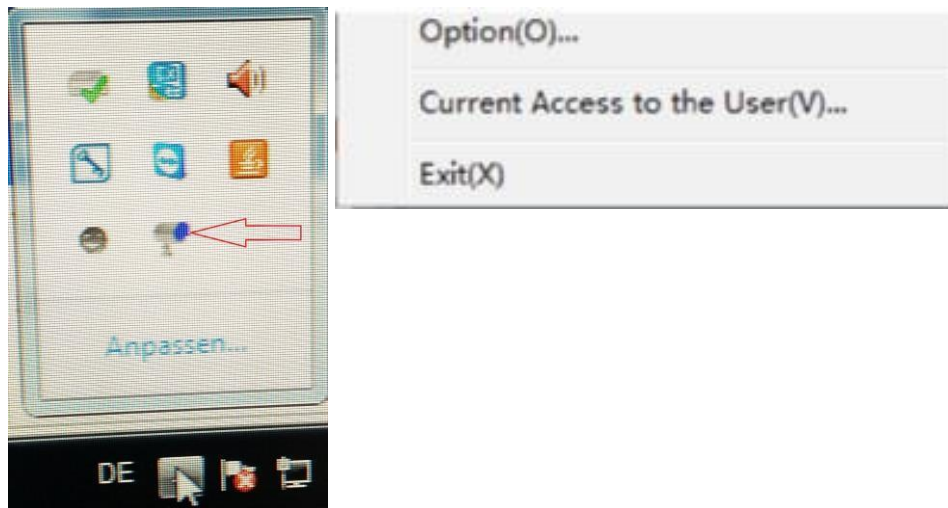 Anpassen...
DE
Option(O)...
Current Access to the User(V)...
Exit(X)